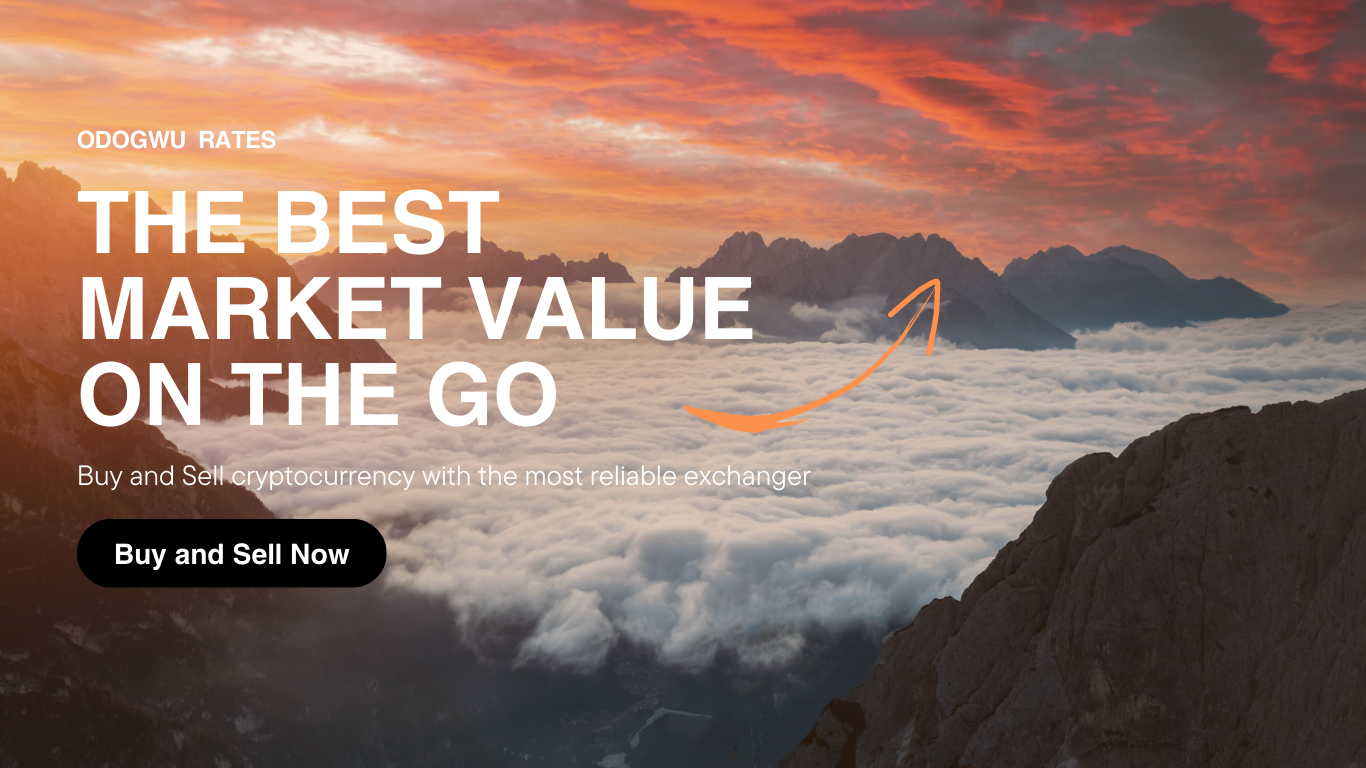 ODOGWU RATES
THE BEST
MARKET VALUE
ON THE GO
Buy and Sell cryptocurrency with the most reliable exchanger
Buy and Sell Now